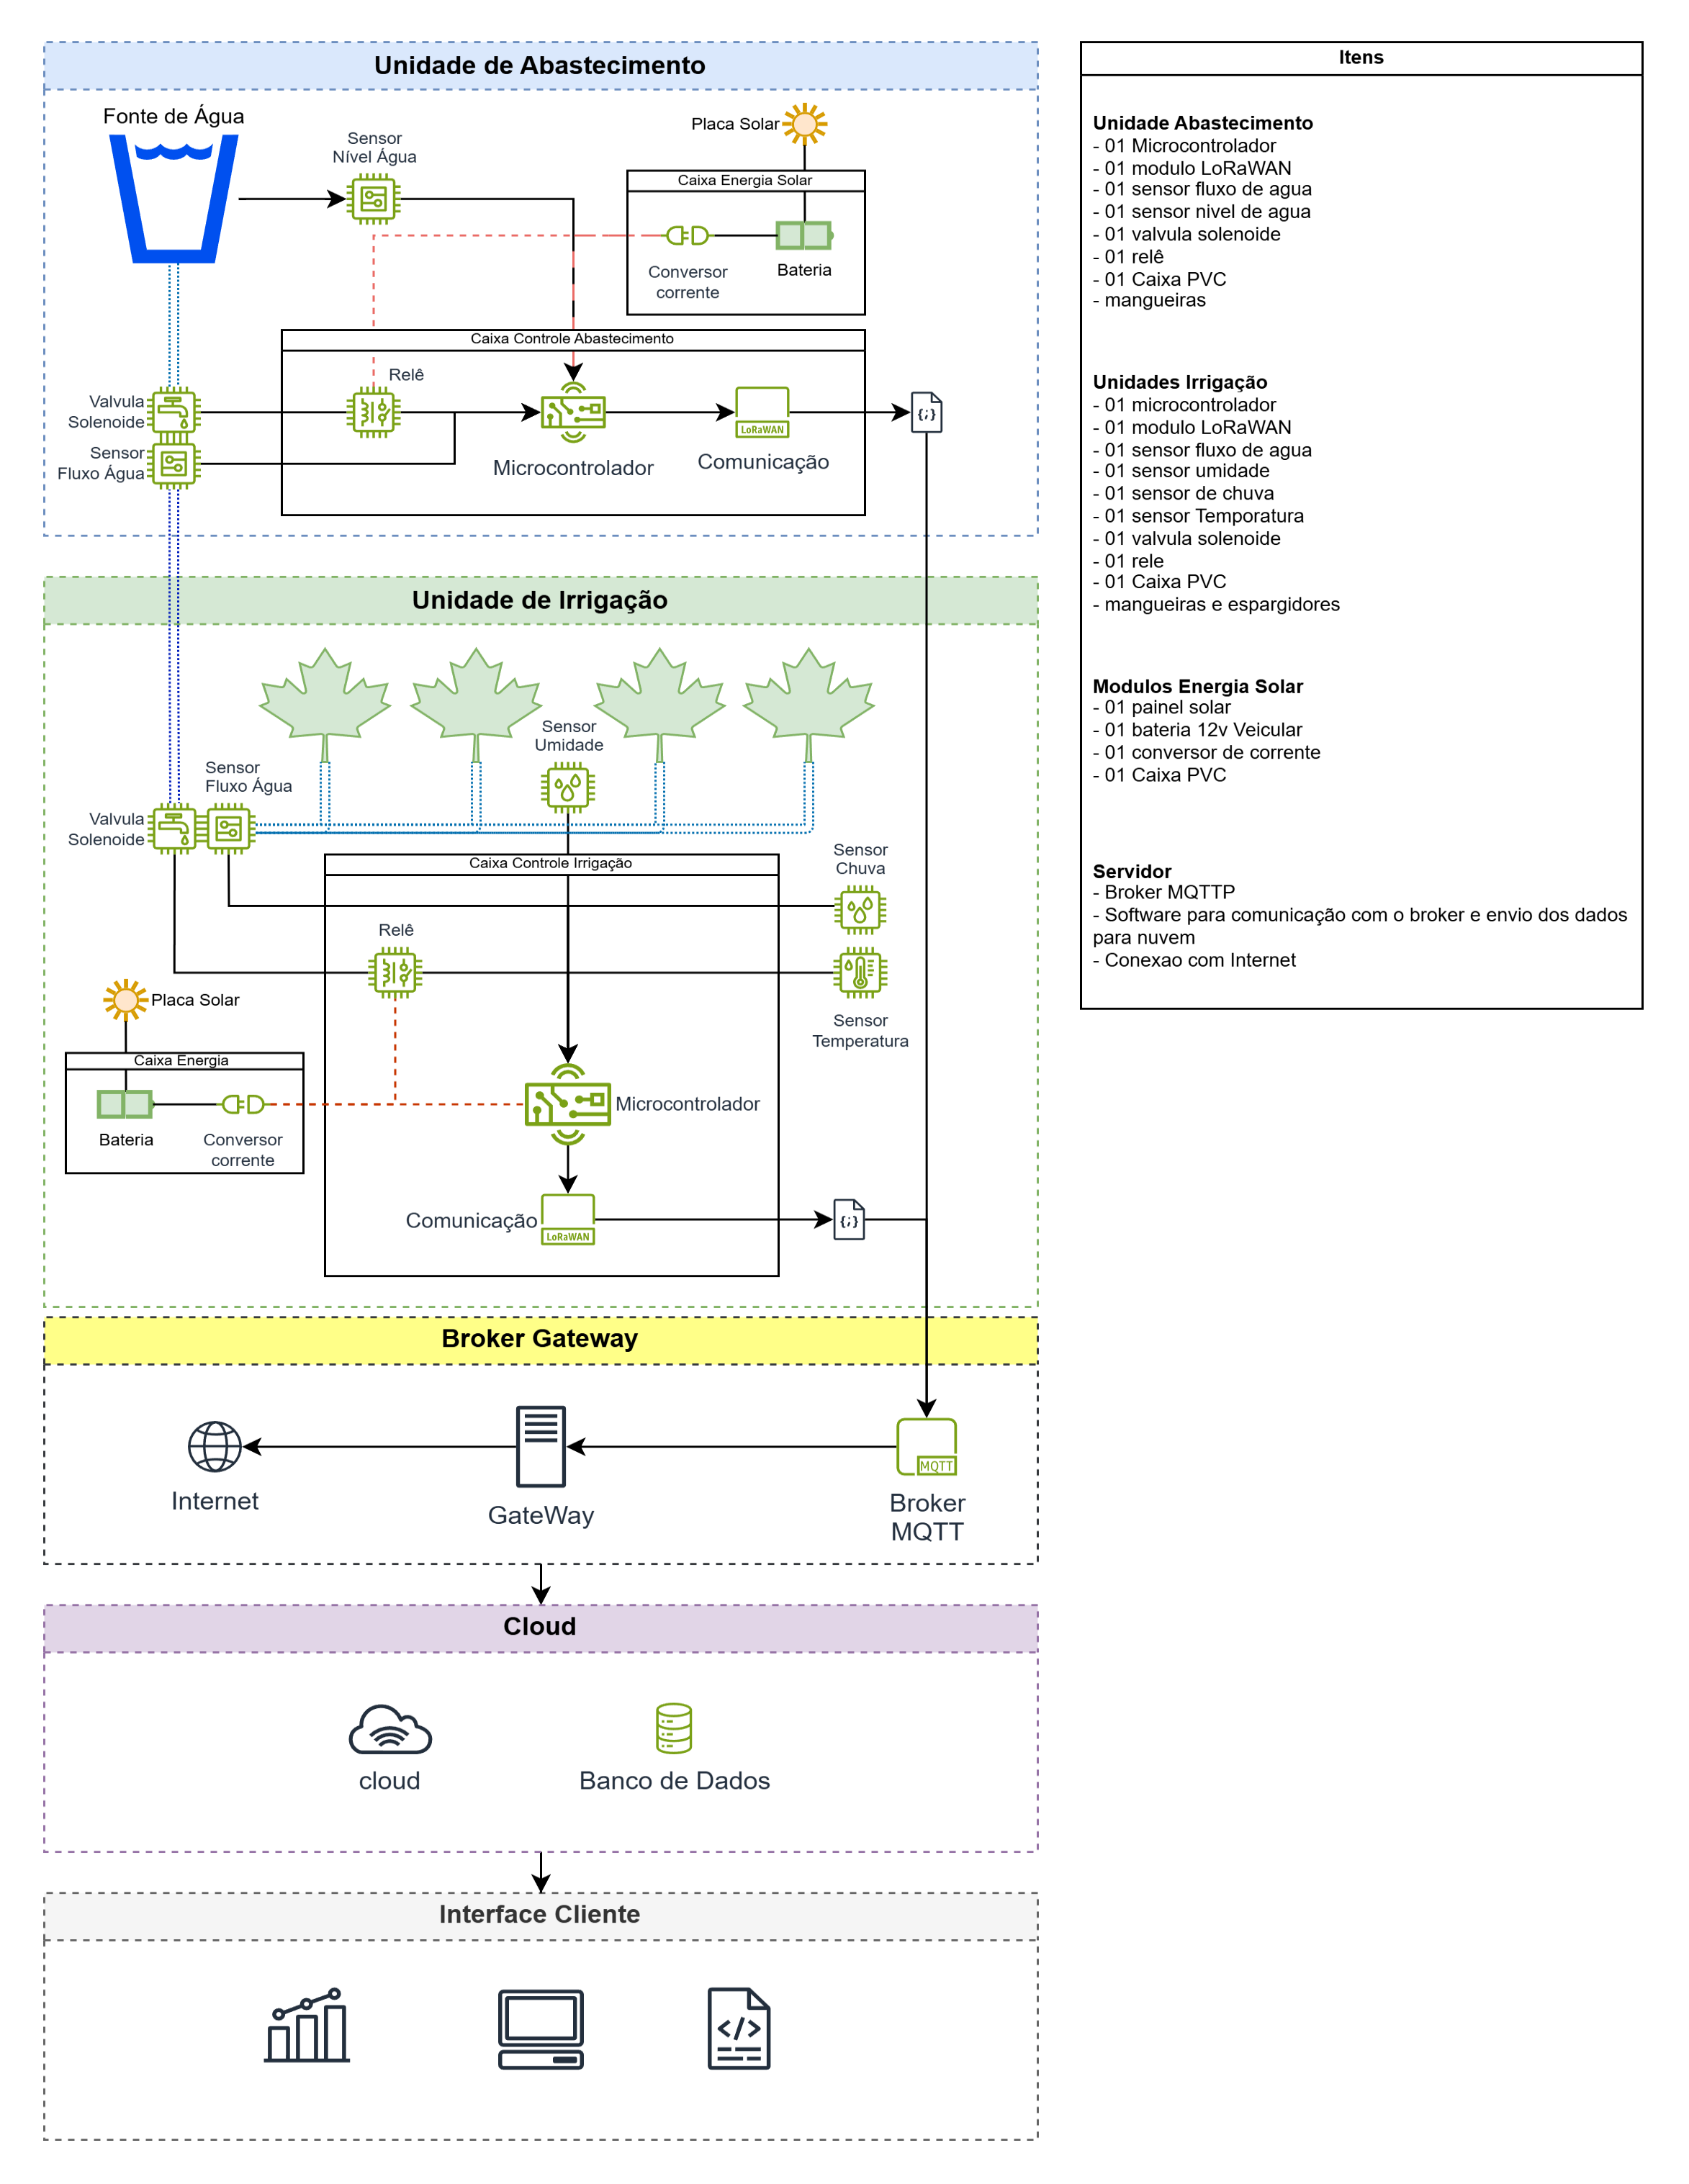 Unidade de Abastecimento
Fonte de Água
Sensor
Nível Água
Placa Solar
Caixa Energia Solar
Conversor
corrente
Bateria
Caixa Controle Abastecimento
Valvula
Solenoide
Relê
{;}
LoRaWAN
Sensor
Fluxo Água
Microcontrolador
Comunicação
Unidade de Irrigação
Sensor
Umidade
Sensor
Fluxo Água
Valvula
Solenoide
Caixa Controle Irrigação
Sensor
Chuva
Relê
Placa Solar
Sensor
Temperatura
Caixa Energia
Bateria
Conversor
corrente
Microcontrolador
Comunicação
LoRaWAN
{;}
Broker Gateway
Internet
GateWay
MQTT
Broker
MQTT
Cloud
cloud
Banco de Dados
Interface Cliente
</>
Itens
Unidade Abastecimento
- 01 Microcontrolador
- 01 modulo LoRaWAN
- 01 sensor fluxo de agua
- 01 sensor nivel de agua
- 01 valvula solenoide
- 01 relê
- 01 Caixa PVC
- mangueiras
Unidades Irrigação
- 01 microcontrolador
- 01 modulo LoRaWAN
- 01 sensor fluxo de agua
- 01 sensor umidade
- 01 sensor de chuva
- 01 sensor Temporatura
- 01 valvula solenoide
- 01 rele
- 01 Caixa PVC
- mangueiras e espargidores
Modulos Energia Solar
- 01 painel solar
- 01 bateria 12v Veicular
- 01 conversor de corrente
- 01 Caixa PVC
Servidor
- Broker MQTTP
- Software para comunicação com o broker e envio dos dados
para nuvem
- Conexao com Internet